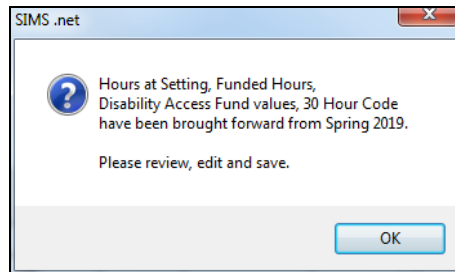 SIMS .net
Hours at Setting, Funded Hours,
Disability Access Fund values, 30 Hour Code
have been brought forward from Spring 2019.
Please review, edit and save.
OK